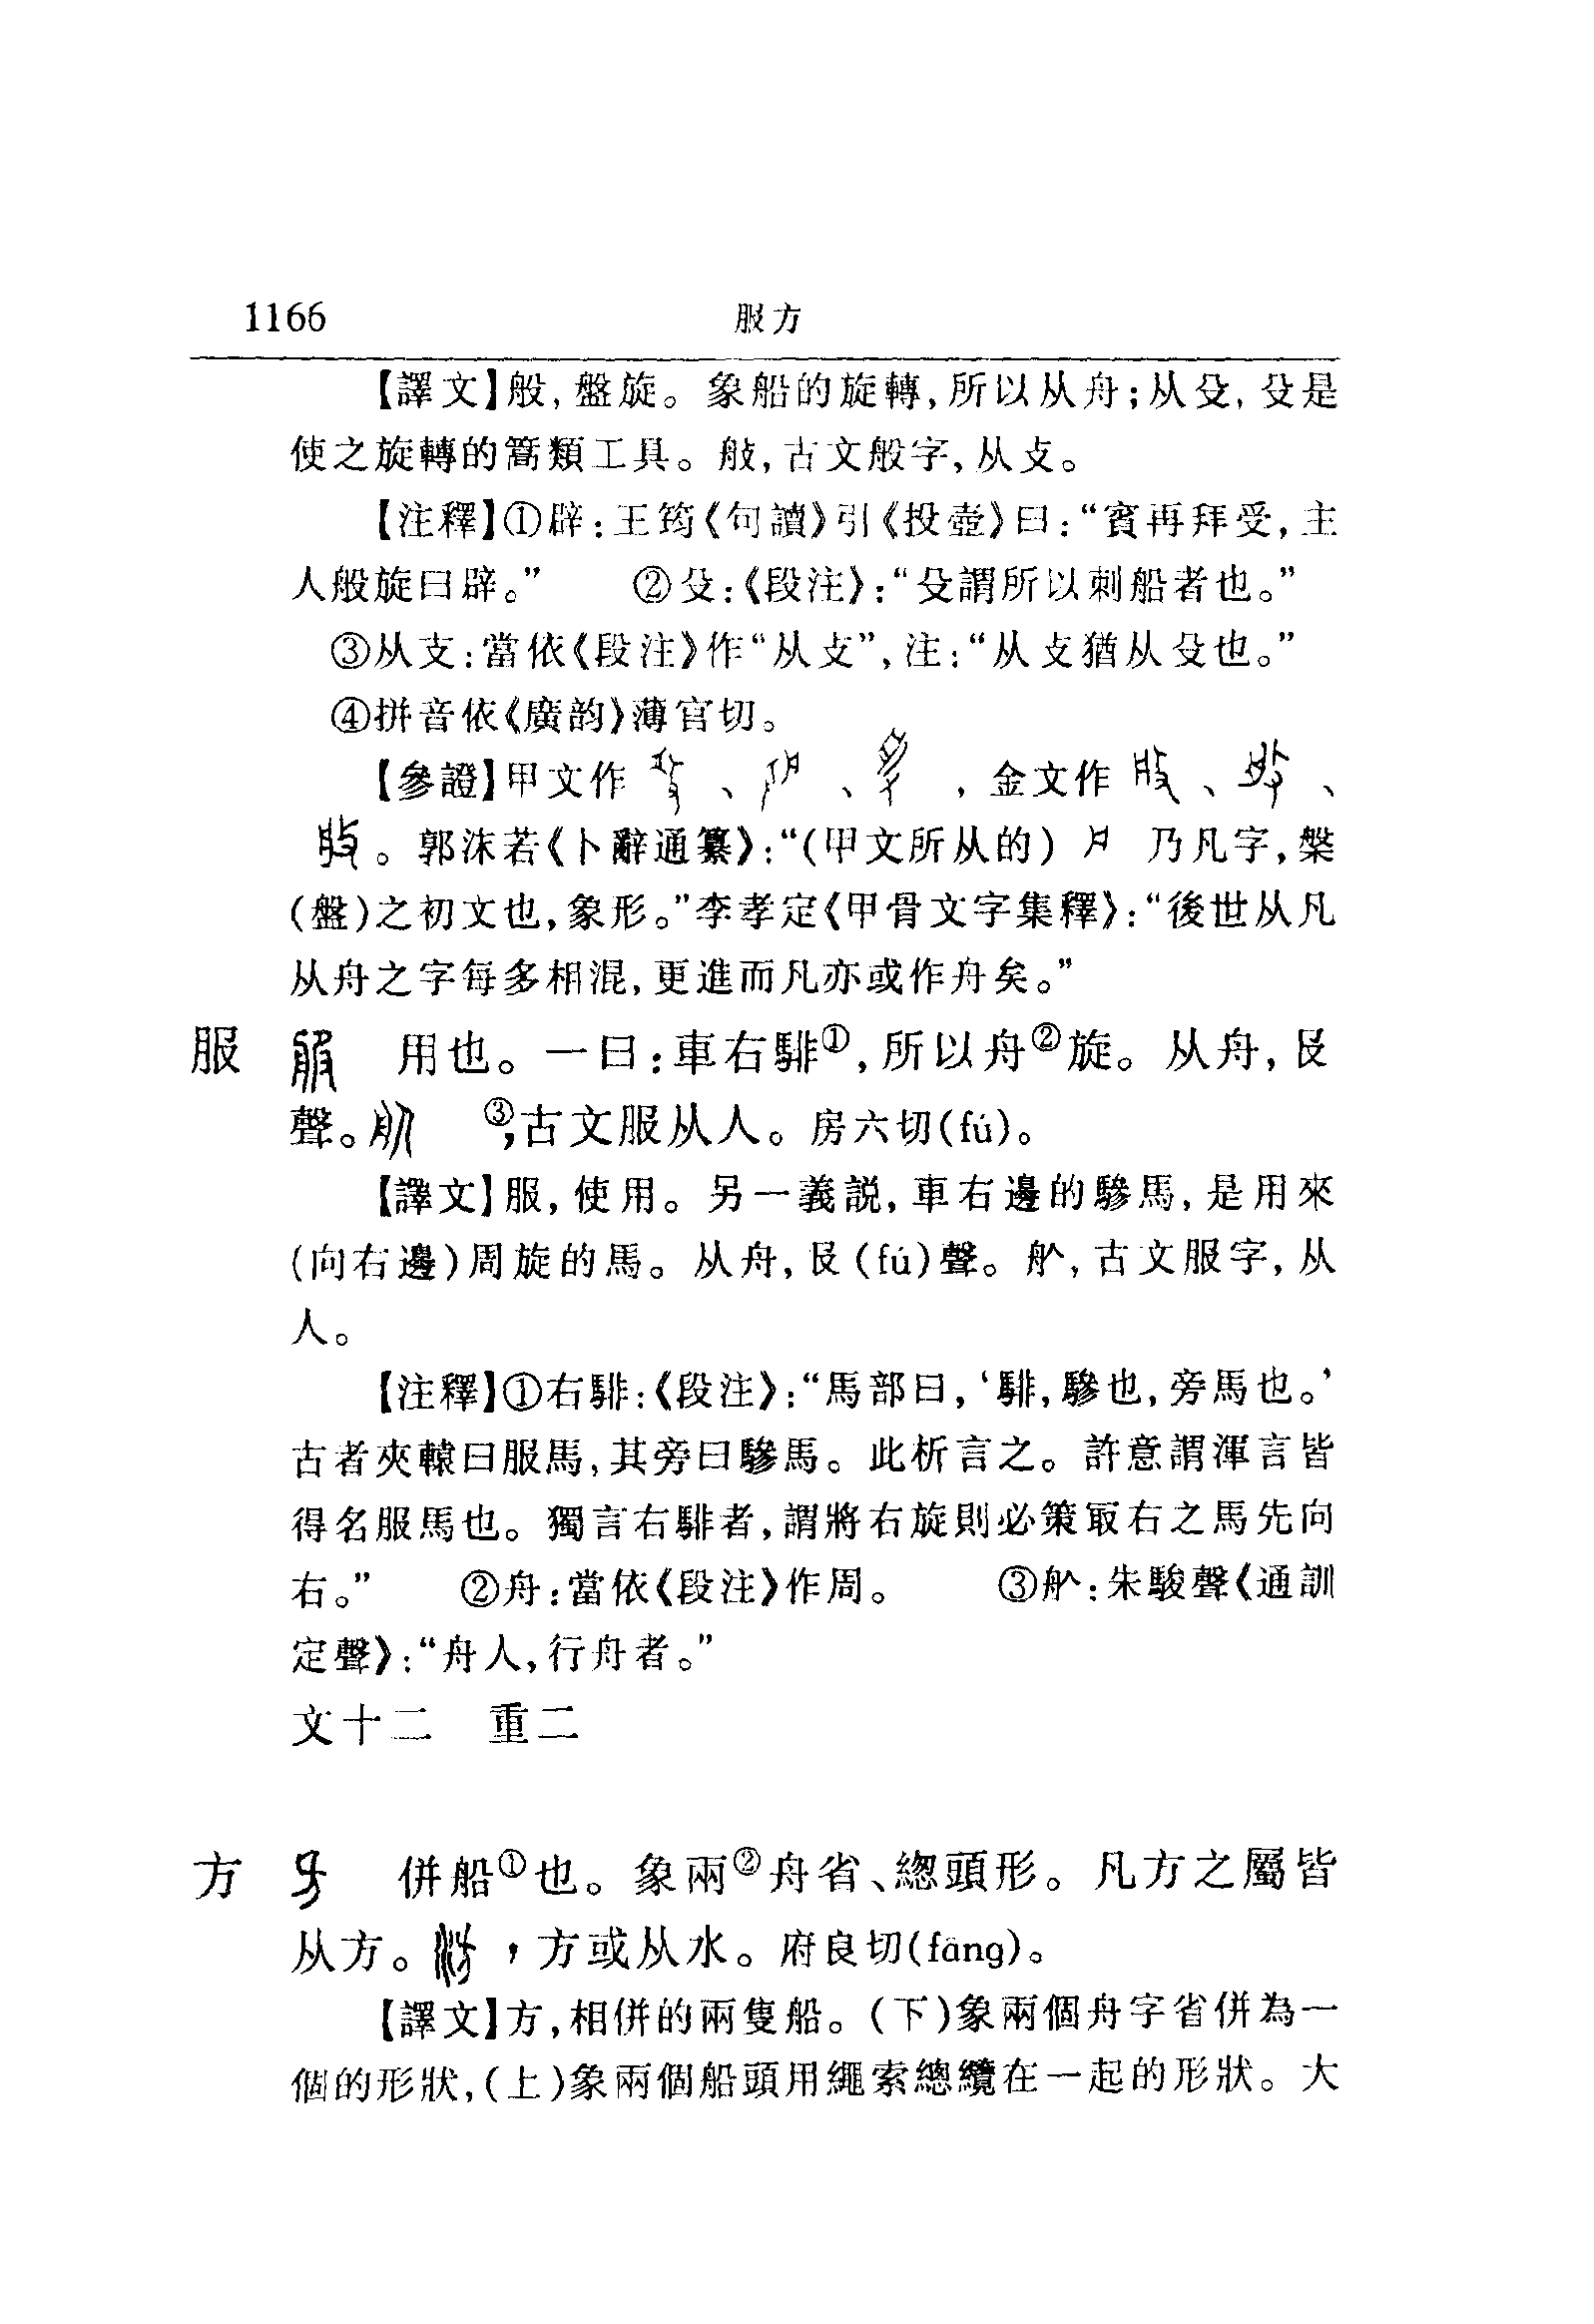 1166 服方
【譯文】般，盤旋。象船的旋轉，所以从舟；从殳，殳是
使之旋轉的篙類工具。𦨗，古文般字，从攴。
【注釋】①辟：王筠《句讀》引《投壺》曰：“賓再拜受，主
人般旋曰辟。” ②殳：《段注》：“殳謂所以刺船者也。”
③从支：當依《段注》作“从攴”，注：“从攴猶从殳也。”
④拼音依《廣韵》薄官切。
【參證】甲文作 、 、 ，金文作 、 、
。郭沫若《卜辭通纂》：“（甲文所从的） 乃凡字，槃
（盤）之初文也，象形。”李孝定《甲骨文字集釋》：“後世从凡
从舟之字每多相混，更進而凡亦或作舟矣。”
服 用也。一曰：車右騑①，所以舟②旋。从舟，𠬝
聲。 ③，古文服从人。房六切(fú)。
【譯文】服，使用。另一義説，車右邊的驂馬，是用來
（向右邊）周旋的馬。从舟，𠬝(fú)聲。𦨈，古文服字，从
人。
【注釋】①右騑：《段注》：“馬部曰，‘騑，驂也，旁馬也。’
古者夾轅曰服馬，其旁曰驂馬。此析言之。許意謂渾言皆
得名服馬也。獨言右騑者，謂將右旋則必策㝡右之馬先向
右。” ②舟：當依《段注》作周。 ③𦨈：朱駿聲《通訓
定聲》：“舟人，行舟者。”
文十二 重二
方 併船①也。象兩②舟省、緫頭形。凡方之屬皆
从方。 ，方或从水。府良切(fāng)。
【譯文】方，相併的兩隻船。（下）象兩個舟字省併為一
個的形狀，（上）象兩個船頭用繩索總纜在一起的形狀。大